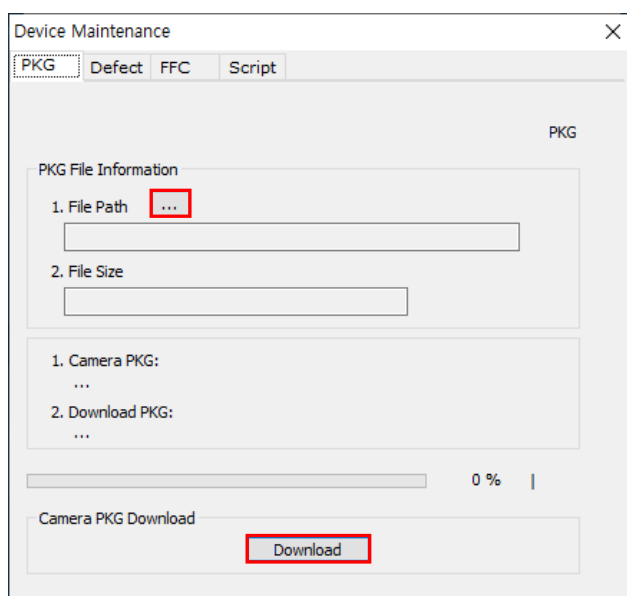 Device Maintenance
PKG Defect FFC Script
PKG
PKG File Information
1. File Path ...
2. File Size
1. Camera PKG:
...
2. Download PKG:
...
0 % |
Camera PKG Download
Download